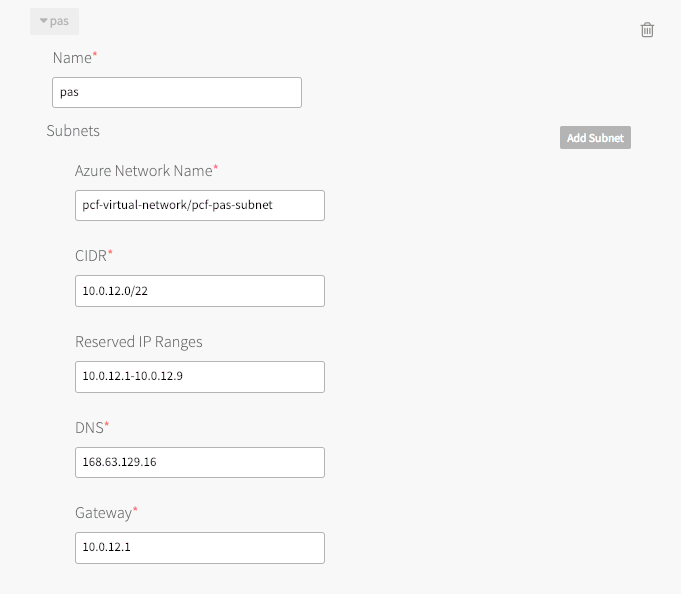 pas
Name*
pas
Subnets
Add Subnet
Azure Network Name*
pcf-virtual-network/pcf-pas-subnet
CIDR*
10.0.12.0/22
Reserved IP Ranges
10.0.12.1-10.0.12.9
DNS*
168.63.129.16
Gateway*
10.0.12.1